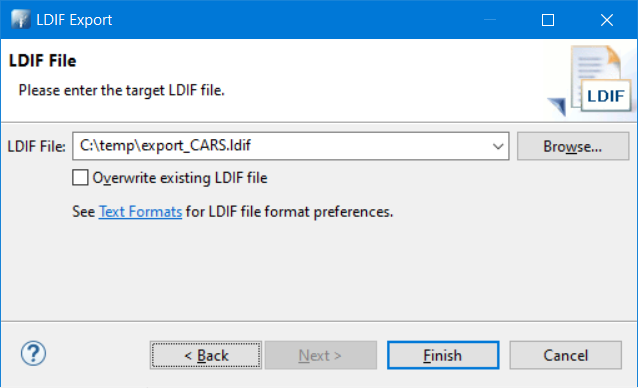 LDIF Export
LDIF File
Please enter the target LDIF file.
LDIF
LDIF File: C:\temp\export_CARS.ldif Browse...
Overwrite existing LDIF file
See Text Formats for LDIF file format preferences.
? < Back Next > Finish Cancel